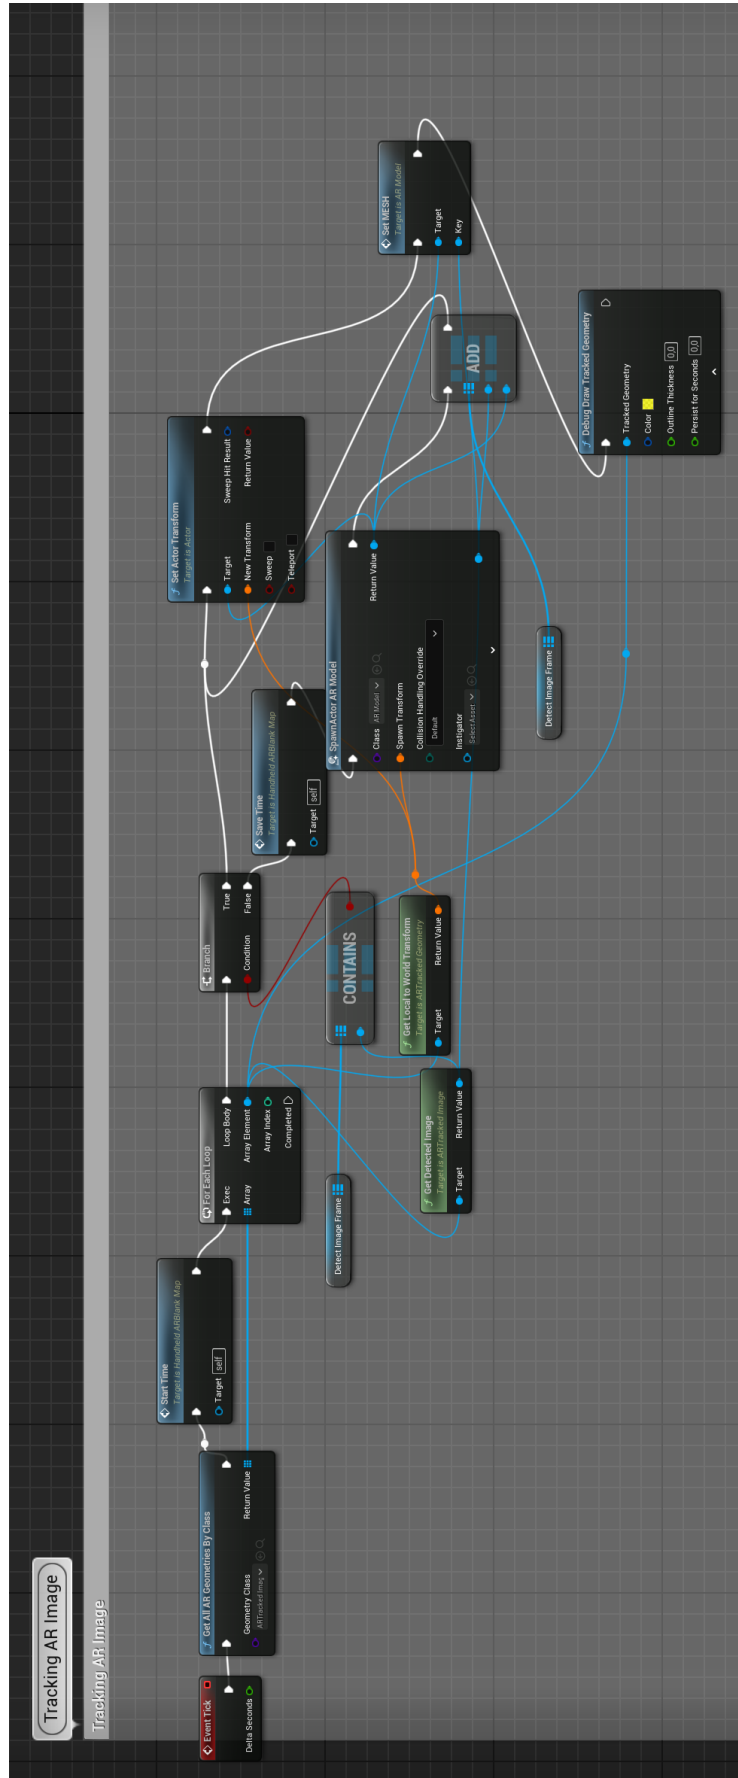 Tracking AR Image
Tracking AR Image
Event Tick
Delta Seconds
Get All AR Geometries By Class
Geometry Class
ARTracked Imag
Return Value
Start Time
Target is Handheld ARBlank Map
Target self
For Each Loop
Exec
Loop Body
Array
Array Element
Array Index
Completed
Branch
True
Condition
False
Detect Image Frame
CONTAINS
Get Detected Image
Target is ARTracked Image
Target
Return Value
Get Local to World Transform
Target is ARTracked Geometry
Target
Return Value
Save Time
Target is Handheld ARBlank Map
Target self
SpawnActor AR Model
Class
AR Model
Return Value
Spawn Transform
Collision Handling Override
Default
Instigator
Select Asset
Set Actor Transform
Target is Actor
Target
Sweep Hit Result
New Transform
Return Value
Sweep
Teleport
Detect Image Frame
ADD
Set MESH
Target is AR Model
Target
Key
Debug Draw Tracked Geometry
Tracked Geometry
Color
Outline Thickness 0,0
Persist for Seconds 0,0